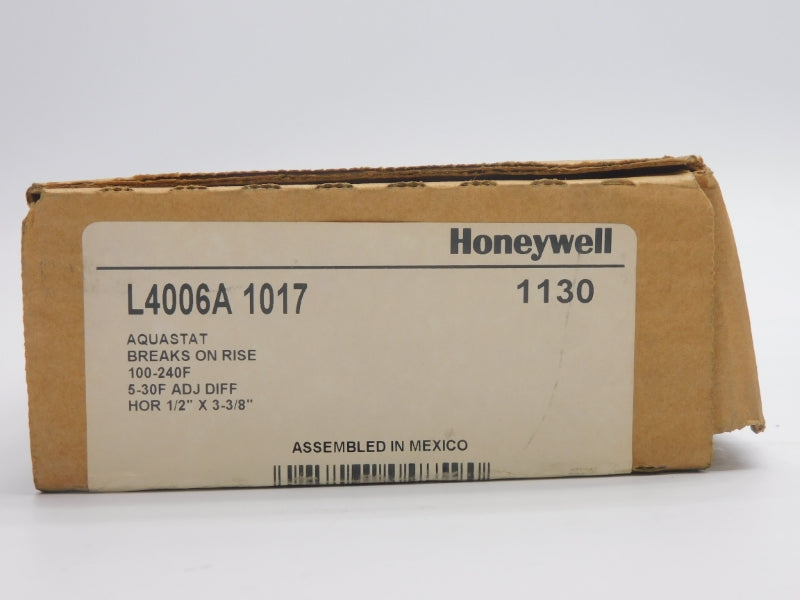 Honeywell
L4006A 1017 1130
AQUASTAT
BREAKS ON RISE
100-240F
5-30F ADJ DIFF
HOR 1/2" X 3-3/8"
ASSEMBLED IN MEXICO